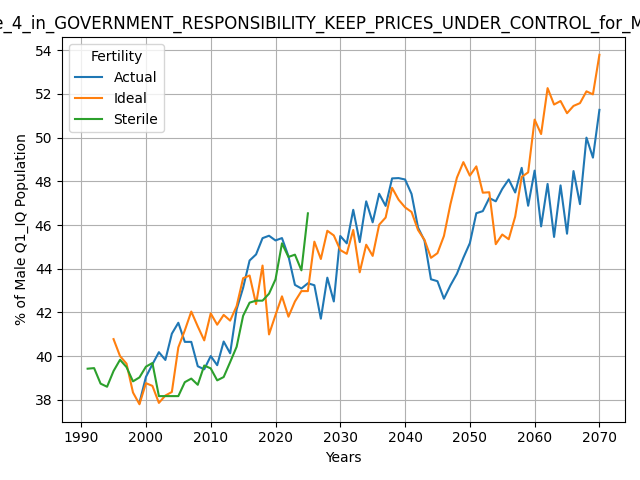 e_4_in_GOVERNMENT_RESPONSIBILITY_KEEP_PRICES_UNDER_CONTROL_for_M
Fertility
Actual
Ideal
Sterile
% of Male Q1_IQ Population
54
52
50
48
46
44
42
40
38
1990 2000 2010 2020 2030 2040 2050 2060 2070
Years